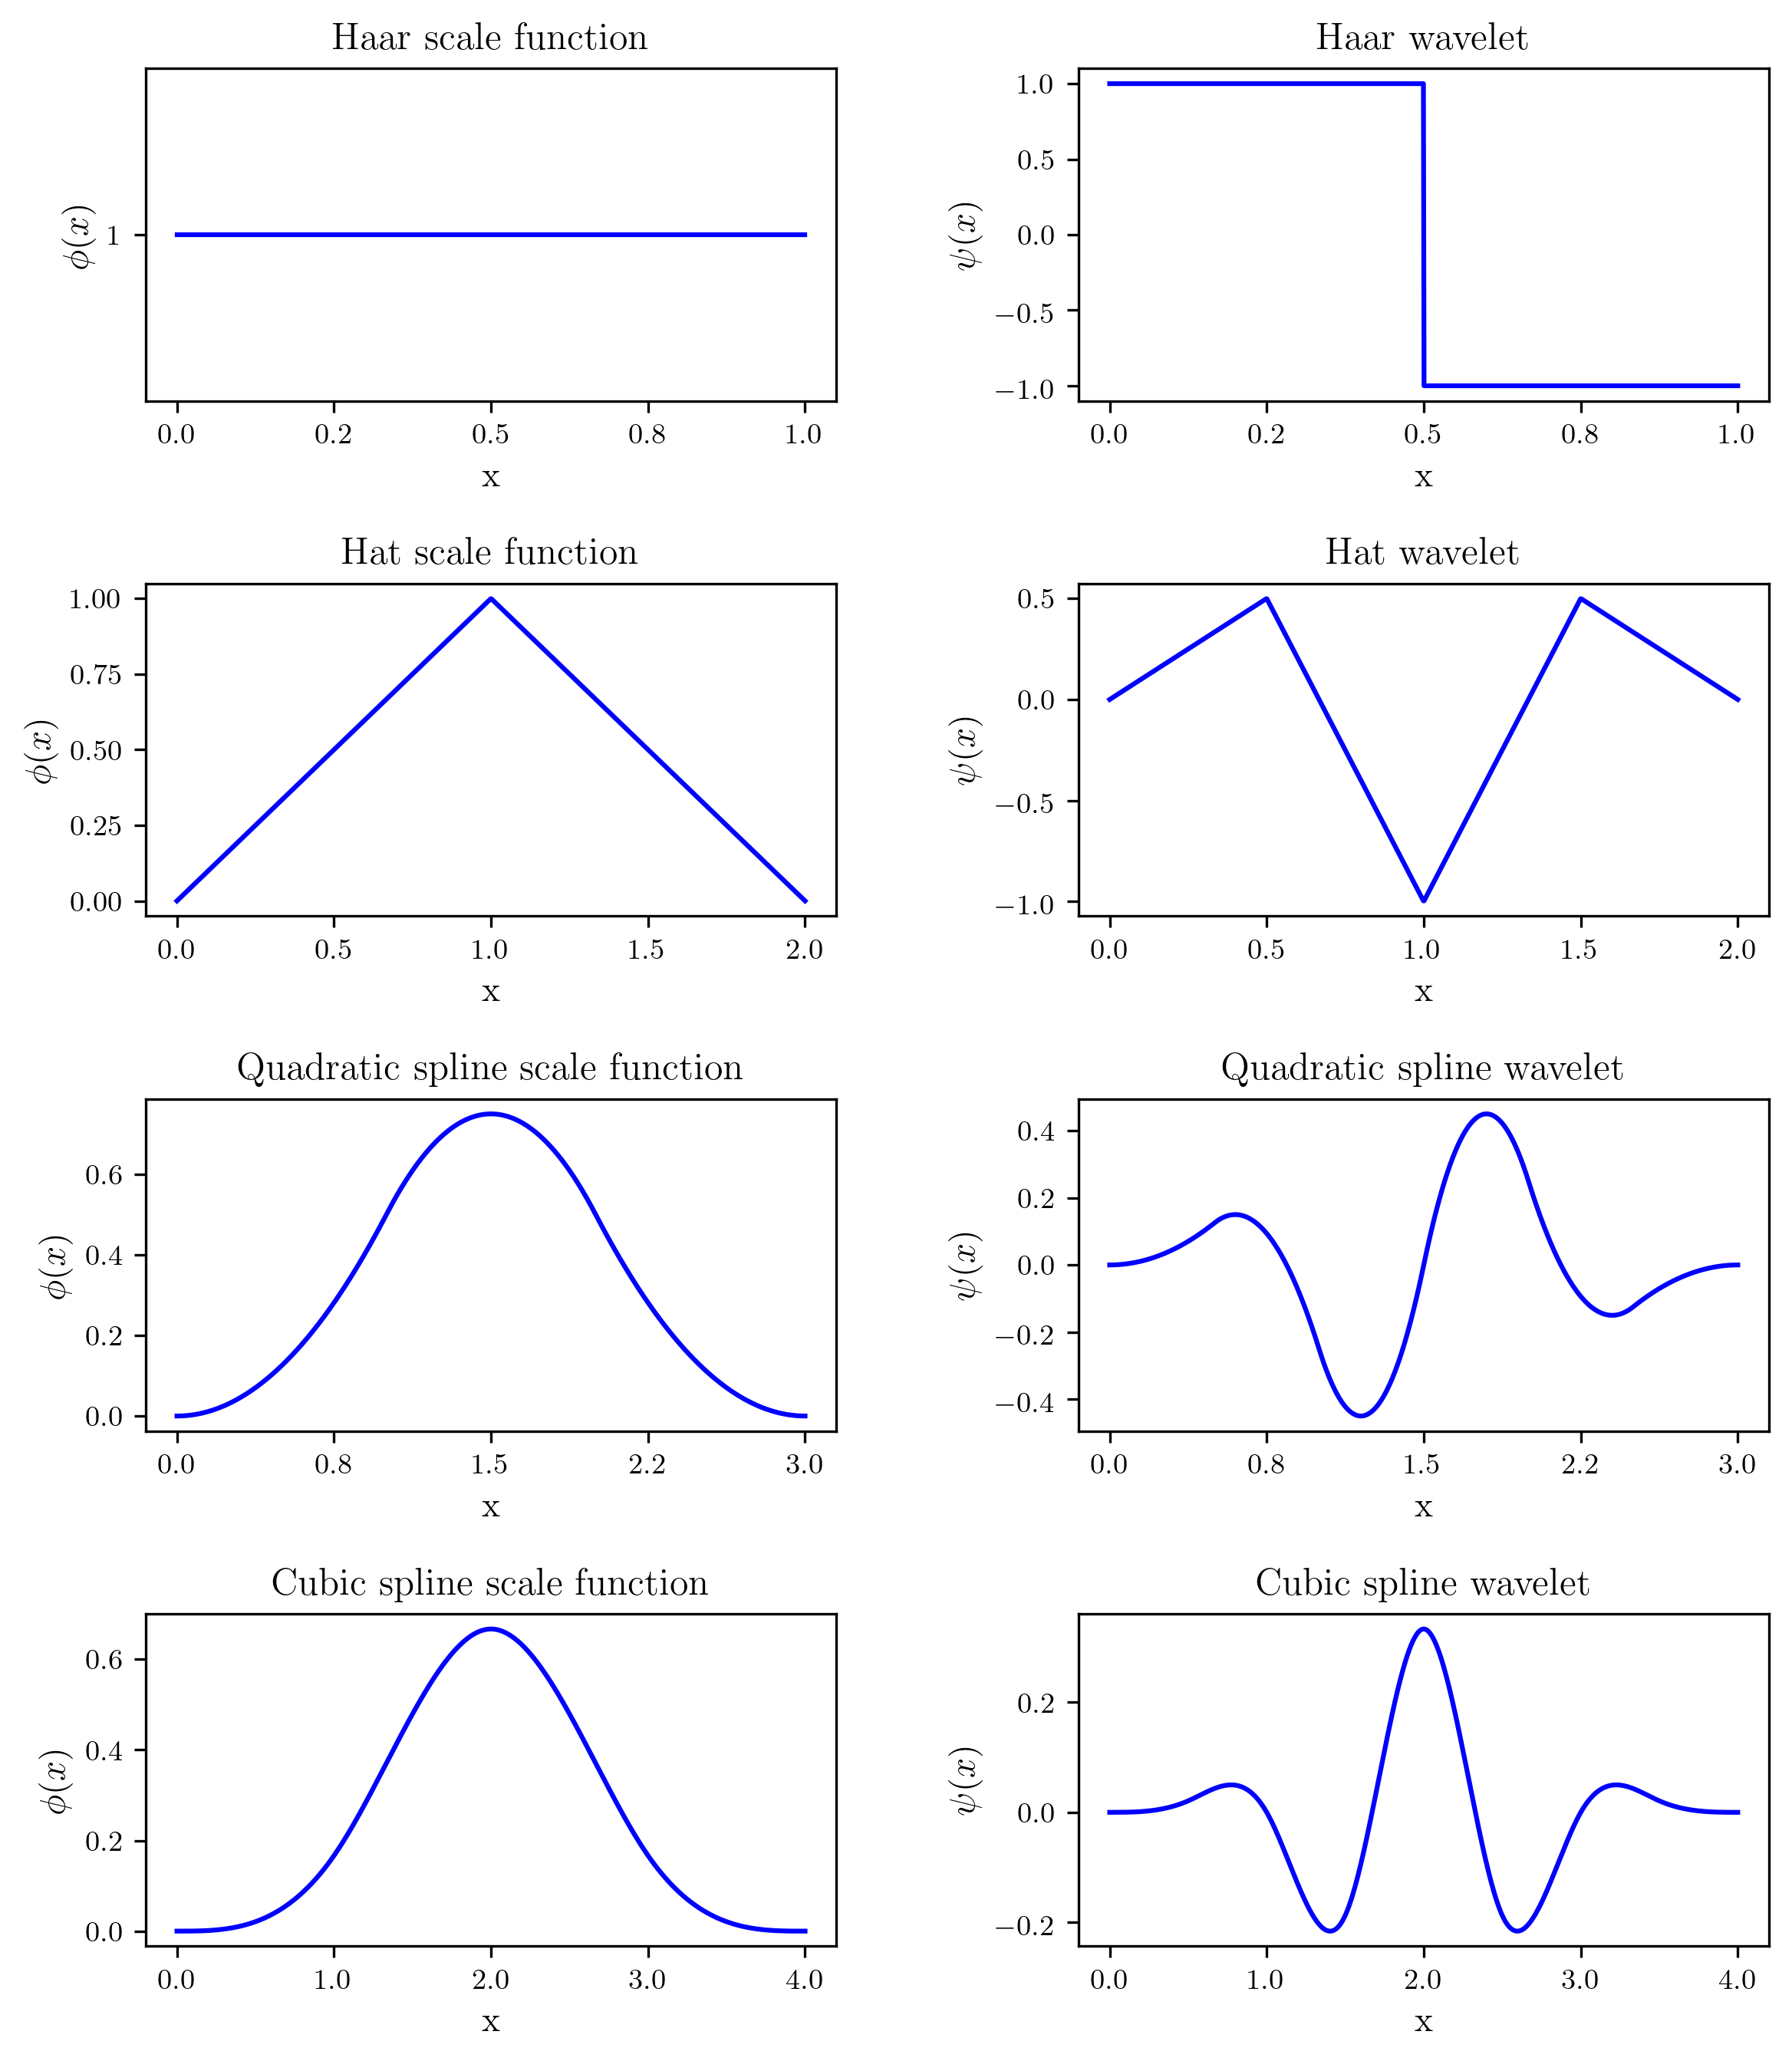 Haar scale function
ϕ(x)
1
0.0 0.2 0.5 0.8 1.0
x
Haar wavelet
ψ(x)
1.0
0.5
0.0
−0.5
−1.0
0.0 0.2 0.5 0.8 1.0
x
Hat scale function
ϕ(x)
1.00
0.75
0.50
0.25
0.00
0.0 0.5 1.0 1.5 2.0
x
Hat wavelet
ψ(x)
0.5
0.0
−0.5
−1.0
0.0 0.5 1.0 1.5 2.0
x
Quadratic spline scale function
ϕ(x)
0.6
0.4
0.2
0.0
0.0 0.8 1.5 2.2 3.0
x
Quadratic spline wavelet
ψ(x)
0.4
0.2
0.0
−0.2
−0.4
0.0 0.8 1.5 2.2 3.0
x
Cubic spline scale function
ϕ(x)
0.6
0.4
0.2
0.0
0.0 1.0 2.0 3.0 4.0
x
Cubic spline wavelet
ψ(x)
0.2
0.0
−0.2
0.0 1.0 2.0 3.0 4.0
x